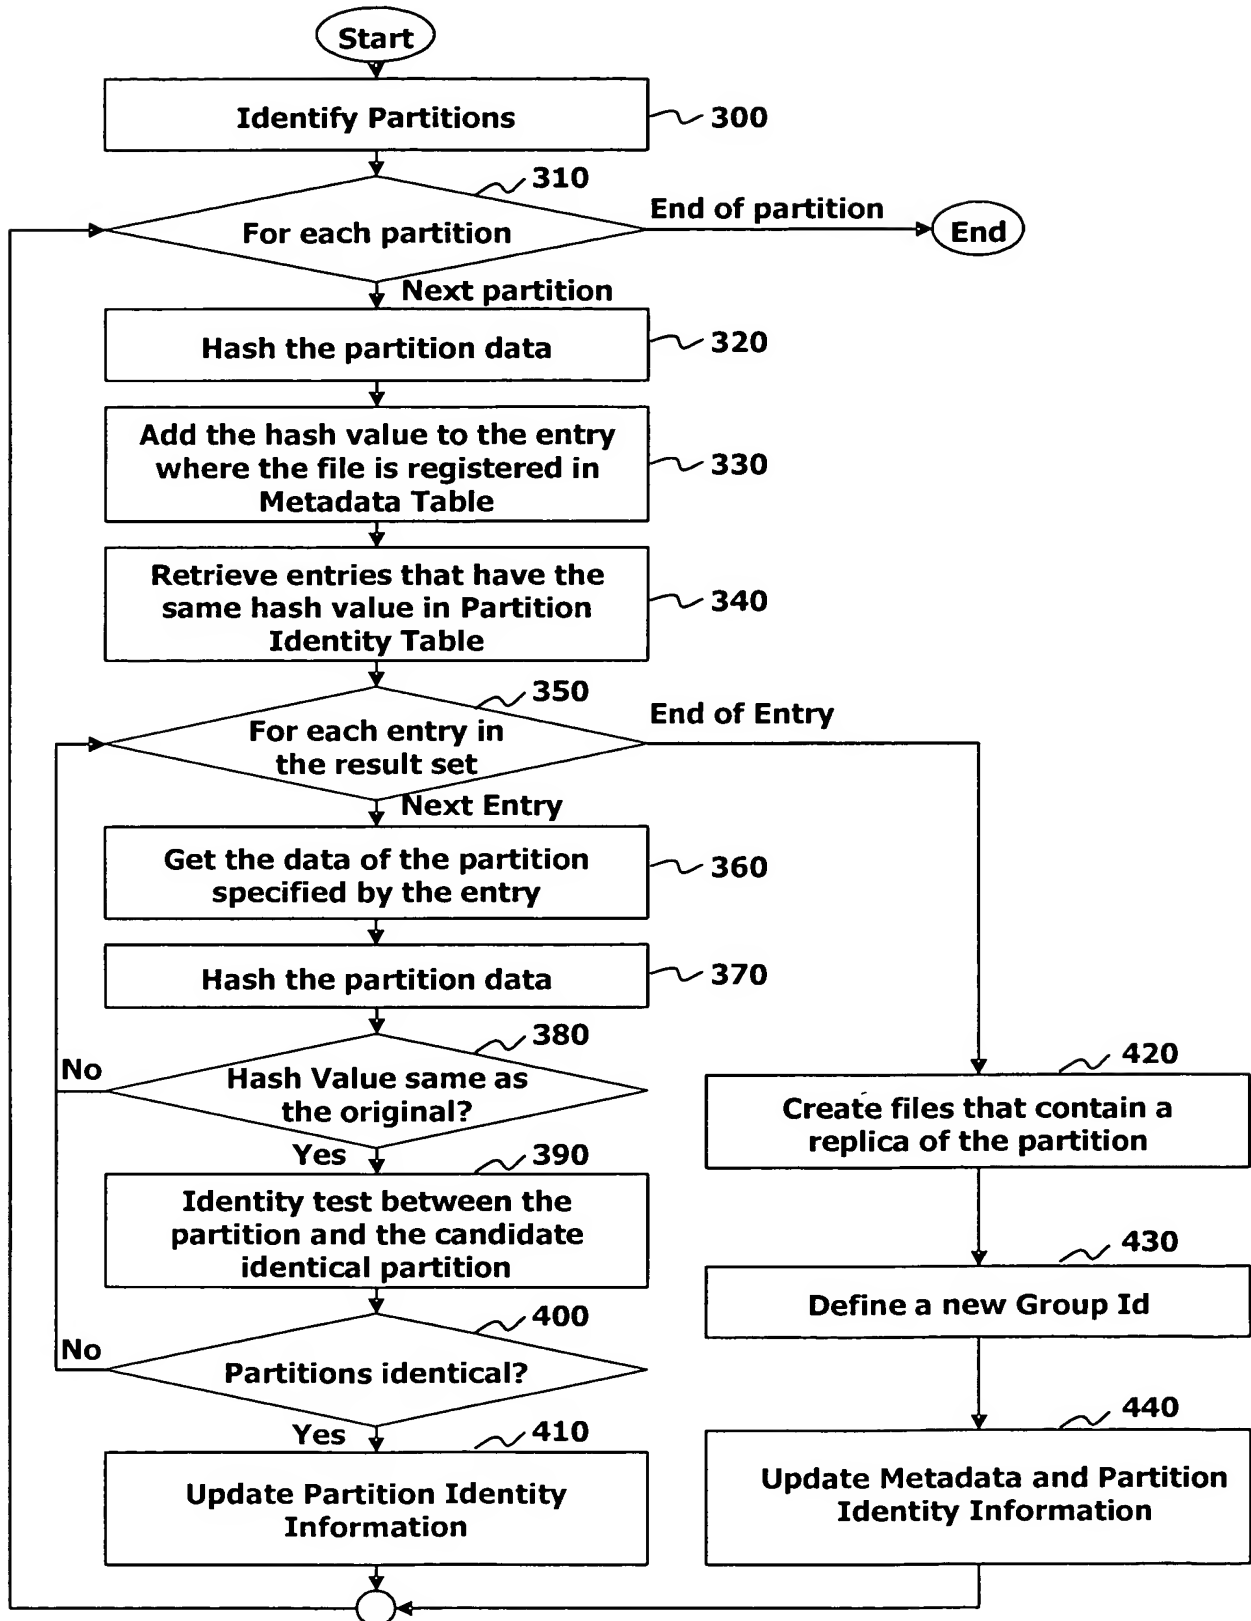 Start
Identify Partitions
300
310
For each partition
End of partition
End
Next partition
Hash the partition data
320
Add the hash value to the entry
where the file is registered in
Metadata Table
330
Retrieve entries that have the
same hash value in Partition
Identity Table
340
350
For each entry in
the result set
End of Entry
Next Entry
Get the data of the partition
specified by the entry
360
Hash the partition data
370
380
No
Hash Value same as
the original?
420
Create files that contain a
replica of the partition
Yes
390
Identity test between the
partition and the candidate
identical partition
430
Define a new Group Id
400
No
Partitions identical?
440
Yes
410
Update Partition Identity
Information
Update Metadata and Partition
Identity Information